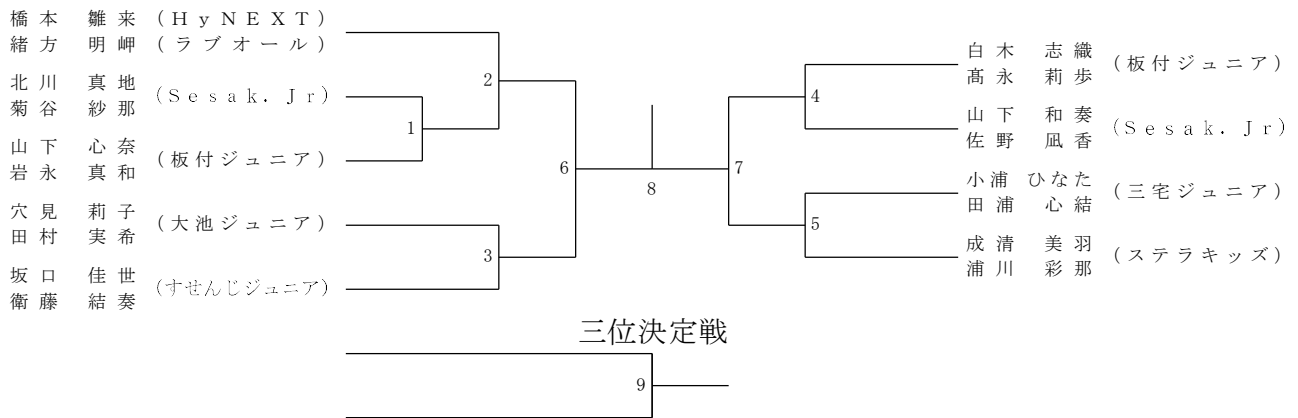 橋本 雛来 (HyNEXT)
緒方 明岬 (ラブオール)
北川 真地
菊谷 紗那
(Sesak. Jr)
山下 心奈
岩永 真和
(板付ジュニア)
穴見 莉子
田村 実希
(大池ジュニア)
坂口 佳世
衛藤 結奏
(すせんじジュニア)
1
2
3
6
8
7
4
5
白木 志織
髙永 莉歩
(板付ジュニア)
山下 和奏
佐野 凪香
(Sesak. Jr)
小浦 ひなた
田浦 心結
(三宅ジュニア)
成清 美羽
浦川 彩那
(ステラキッズ)
三位決定戦
9